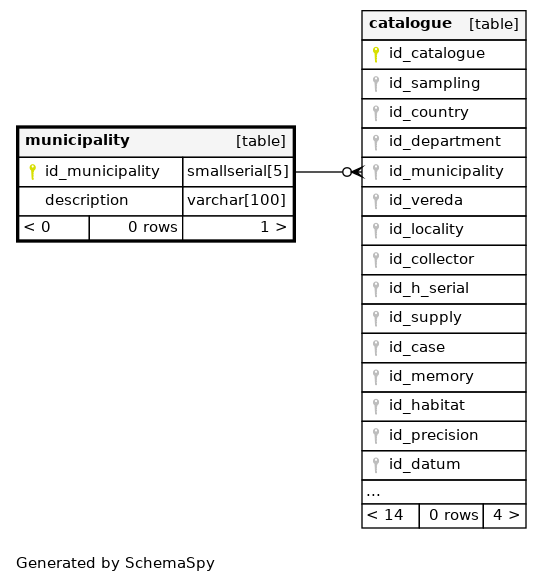 municipality [table]
id_municipality smallserial[5]
description varchar[100]
< 0 0 rows 1 >
catalogue [table]
id_catalogue
id_sampling
id_country
id_department
id_municipality
id_vereda
id_locality
id_collector
id_h_serial
id_supply
id_case
id_memory
id_habitat
id_precision
id_datum
...
< 14 0 rows 4 >
Generated by SchemaSpy